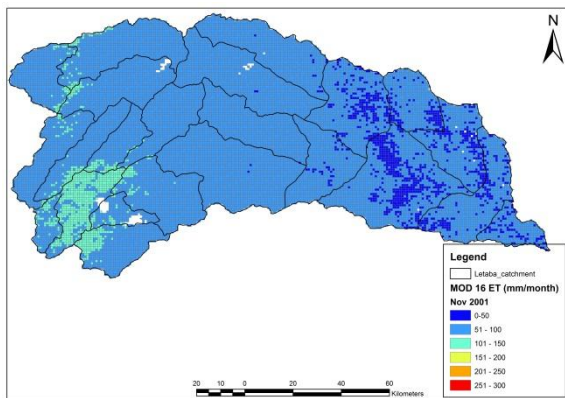 N
Legend
Letaba_catchment
MOD 16 ET (mm/month)
Nov 2001
0-50
51 - 100
101 - 150
151 - 200
201 - 250
251 - 300
20 10 0 20 40 60
Kilometers